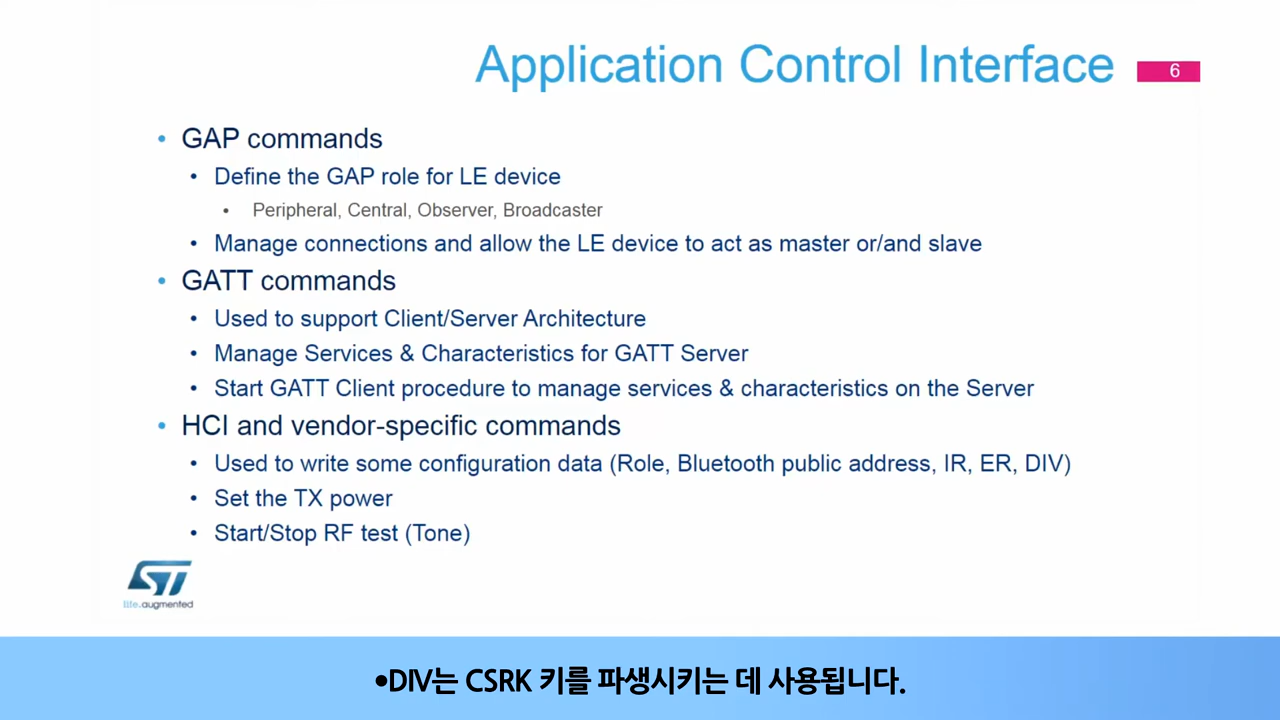 Application Control Interface
6
• GAP commands
• Define the GAP role for LE device
• Peripheral, Central, Observer, Broadcaster
• Manage connections and allow the LE device to act as master or/and slave
• GATT commands
• Used to support Client/Server Architecture
• Manage Services & Characteristics for GATT Server
• Start GATT Client procedure to manage services & characteristics on the Server
• HCI and vendor-specific commands
• Used to write some configuration data (Role, Bluetooth public address, IR, ER, DIV)
• Set the TX power
• Start/Stop RF test (Tone)
ST
life.augmented
•DIV는 CSRK 키를 파생시키는 데 사용됩니다.